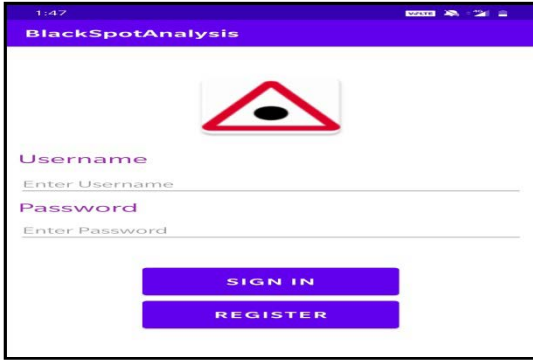 1:47
BlackSpotAnalysis
Username
Enter Username
Password
Enter Password
SIGN IN
REGISTER